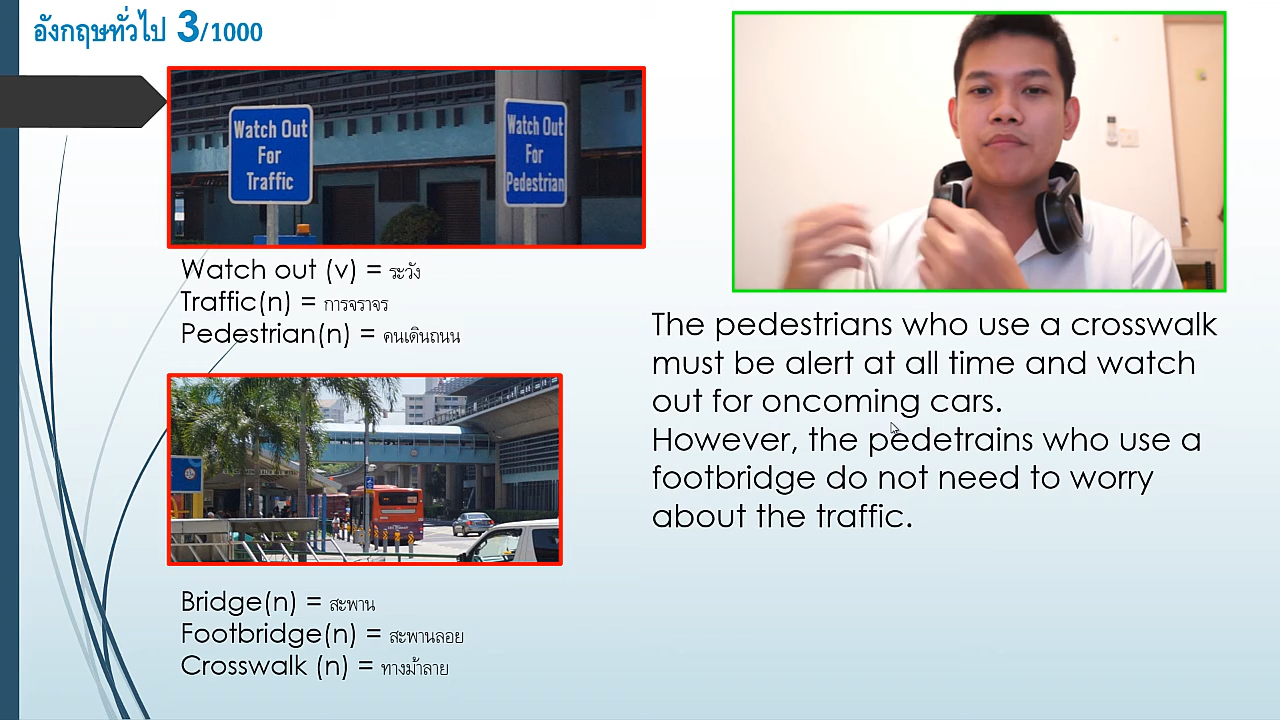 อังกฤษทั่วไป 3/1000
Watch Out
For
Traffic
Watch Out
For
Pedestrian
Watch out (v) = ระวัง
Traffic(n) = การจราจร
Pedestrian(n) = คนเดินถนน
Bridge(n) = สะพาน
Footbridge(n) = สะพานลอย
Crosswalk (n) = ทางม้าลาย
The pedestrians who use a crosswalk
must be alert at all time and watch
out for oncoming cars.
However, the pedetrains who use a
footbridge do not need to worry
about the traffic.